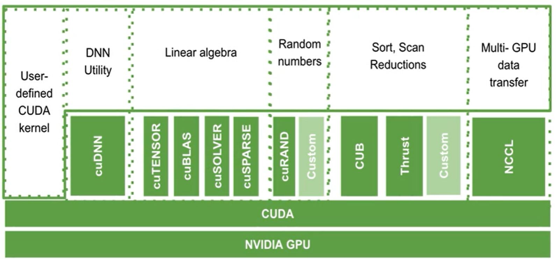 User-
defined
CUDA
kernel
DNN
Utility
Linear algebra
Random
numbers
Sort, Scan
Reductions
Multi- GPU
data
transfer
cuDNN
cuTENSOR
cuBLAS
cuSOLVER
cuSPARSE
cuRAND
Custom
CUB
Thrust
Custom
NCCL
CUDA
NVIDIA GPU